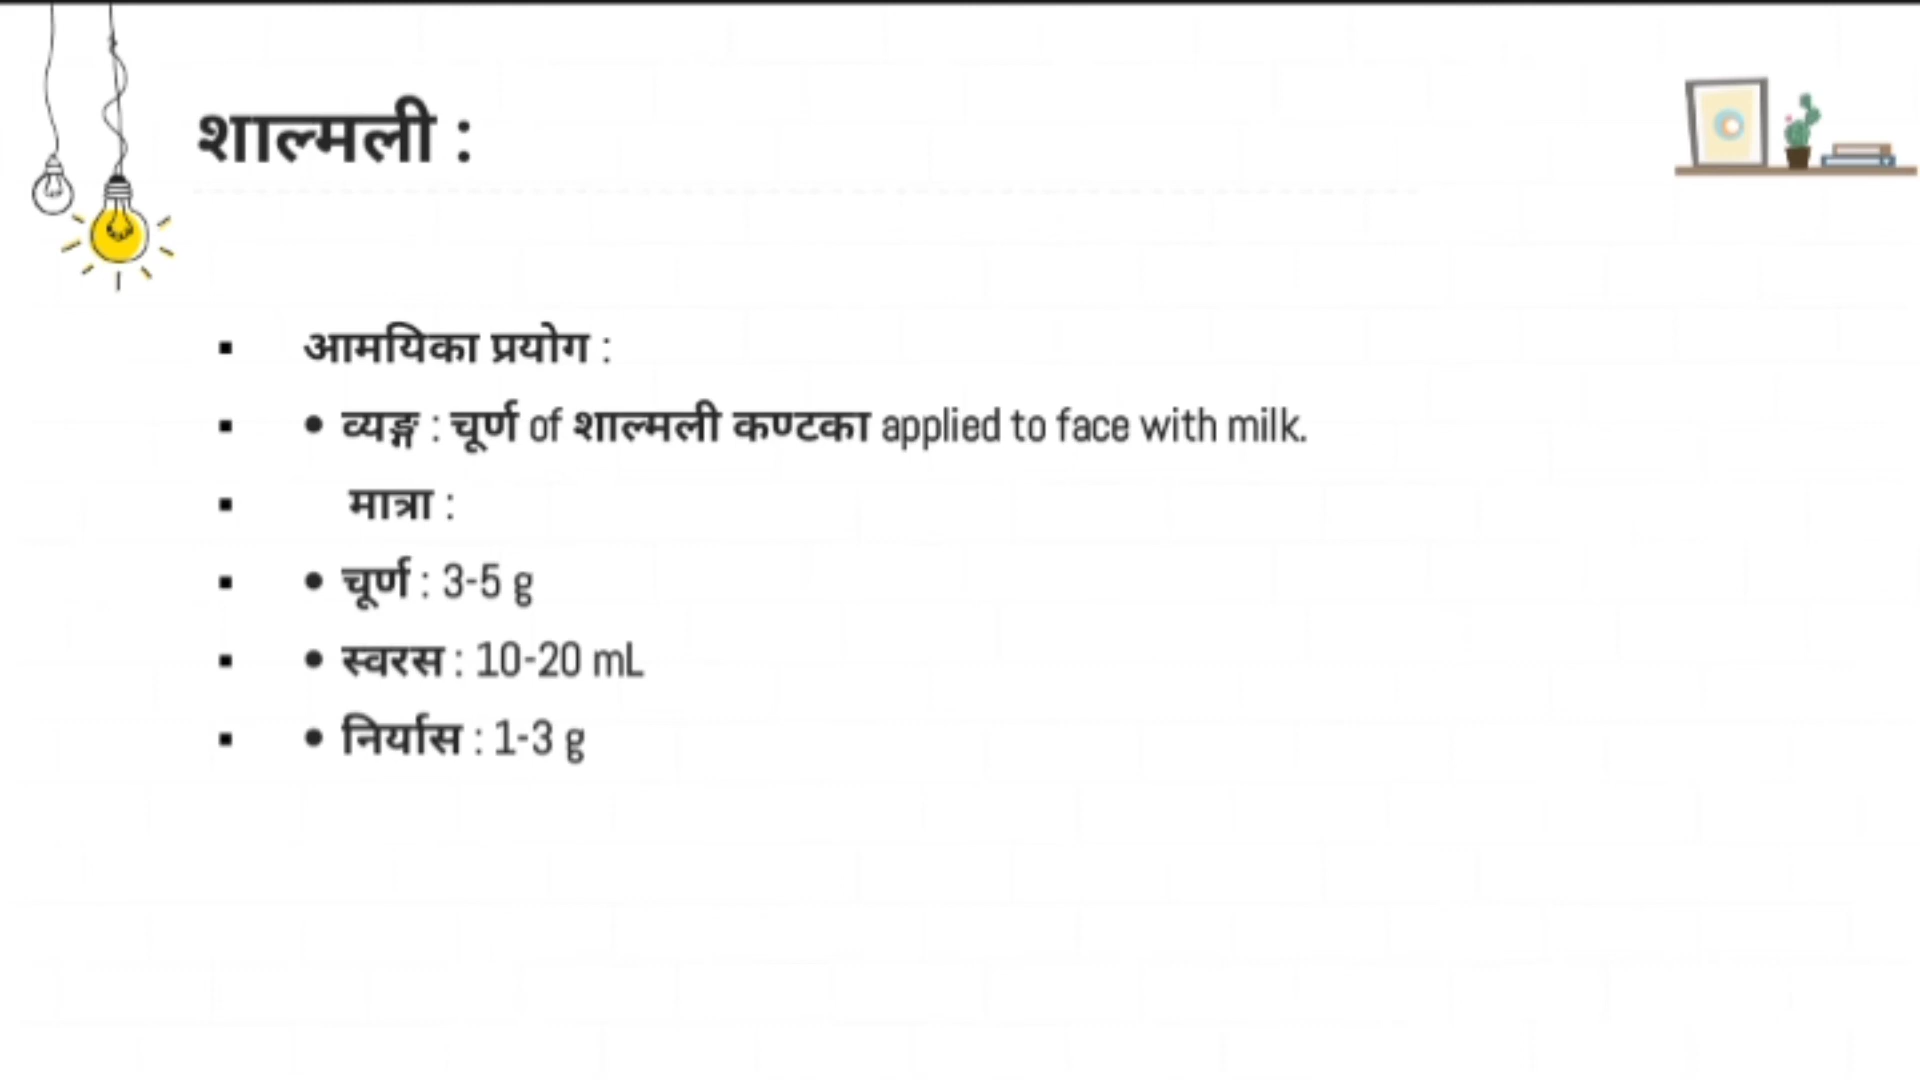 शाल्मली :
▪ आमयिका प्रयोग :
▪ • व्यङ्ग : चूर्ण of शाल्मली कण्टका applied to face with milk.
▪ मात्रा :
▪ • चूर्ण : 3-5 g
▪ • स्वरस : 10-20 mL
▪ • निर्यास : 1-3 g